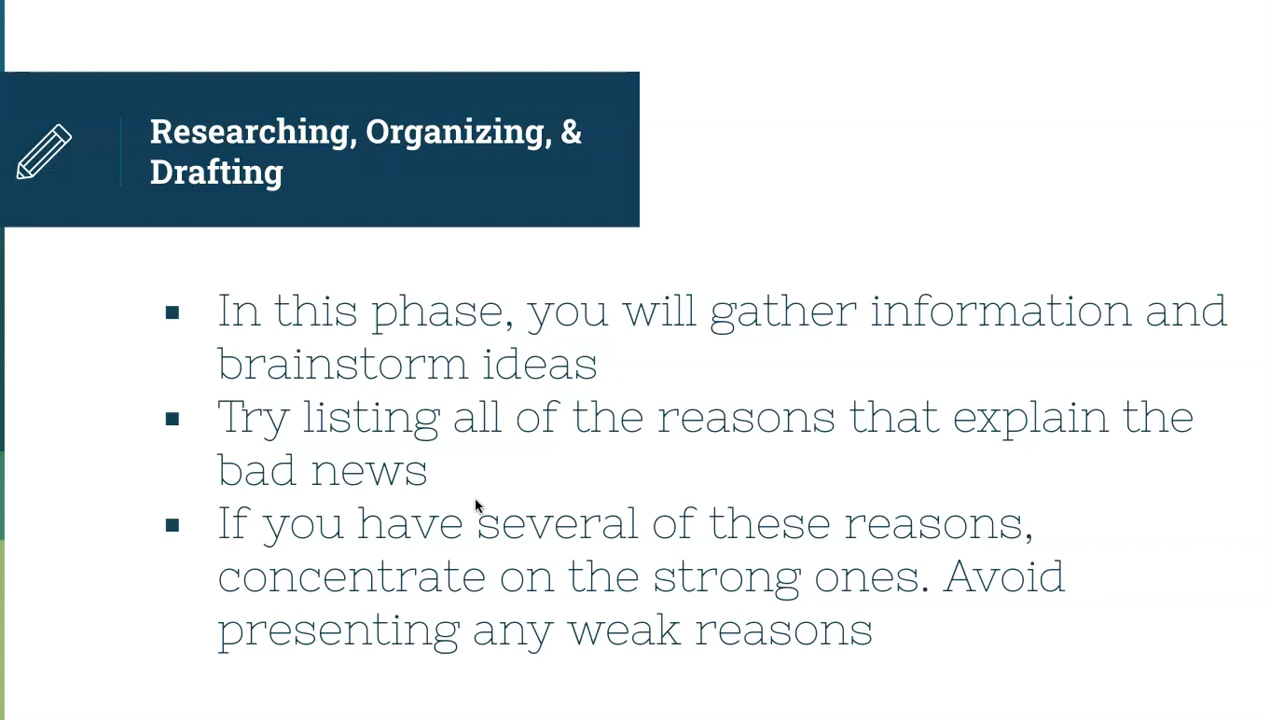 Researching, Organizing, &
Drafting
▪ In this phase, you will gather information and
brainstorm ideas
▪ Try listing all of the reasons that explain the
bad news
▪ If you have several of these reasons,
concentrate on the strong ones. Avoid
presenting any weak reasons